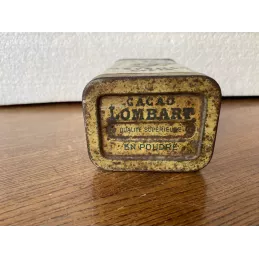 CACAO
LOMBART
QUALITÉ SUPÉRIEURE
EN POUDRE